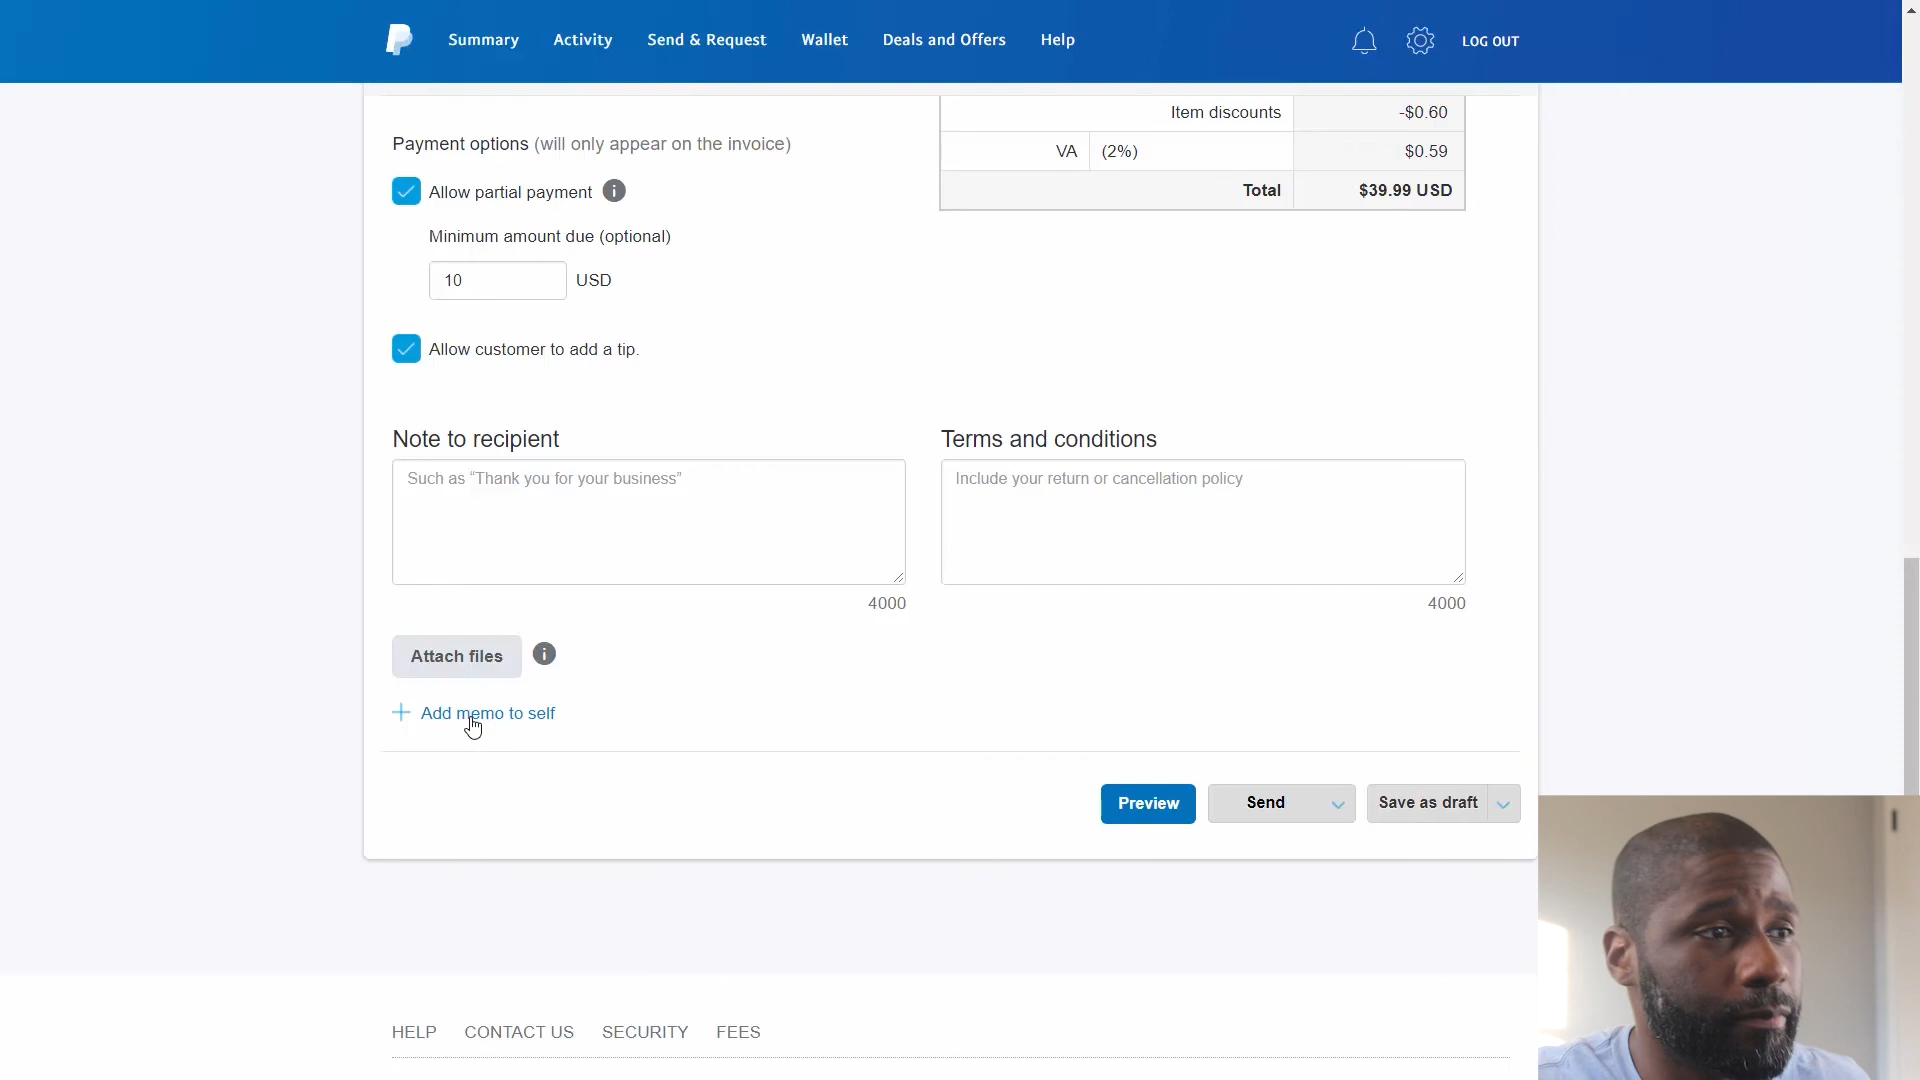 Summary Activity Send & Request Wallet Deals and Offers Help LOG OUT
Item discounts -$0.60
Payment options (will only appear on the invoice)
VA (2%) $0.59
Allow partial payment
Total $39.99 USD
Minimum amount due (optional)
10 USD
Allow customer to add a tip.
Note to recipient
Terms and conditions
Such as “Thank you for your business”
Include your return or cancellation policy
4000
4000
Attach files
Add memo to self
Preview Send Save as draft
HELP CONTACT US SECURITY FEES